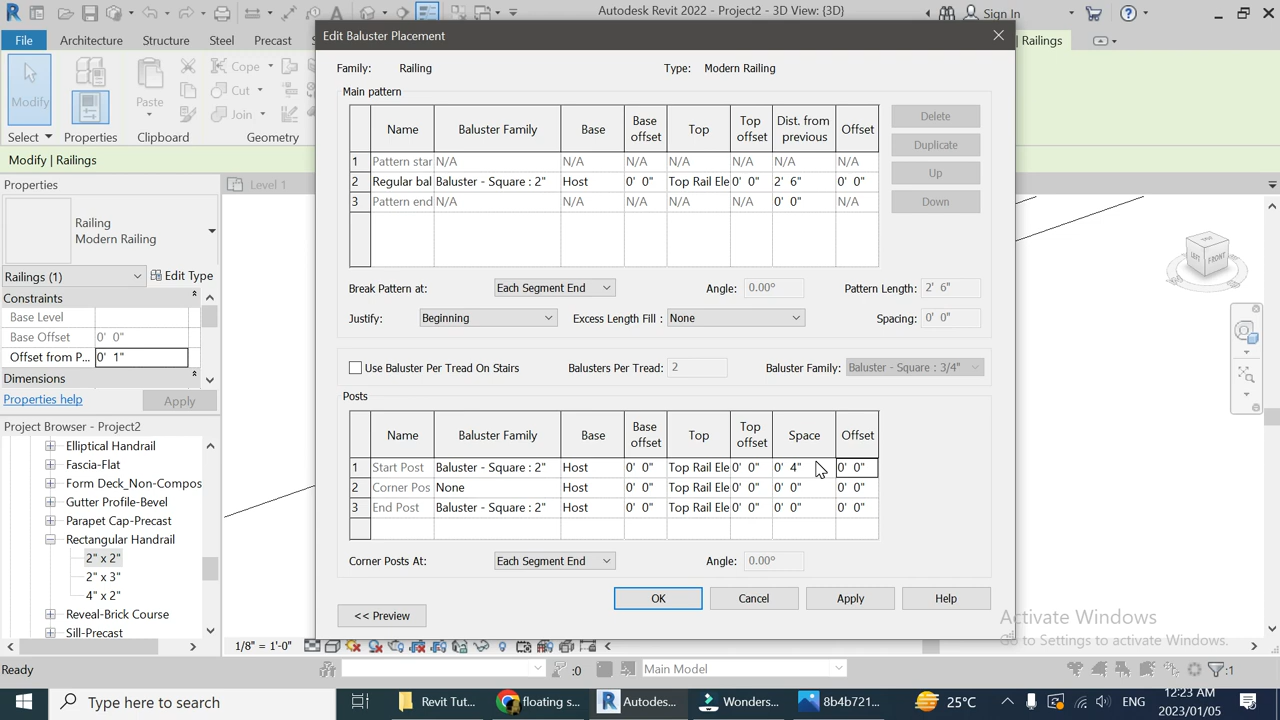 Autodesk Revit 2022 - Project2 - 3D View: {3D}
Sign In
File Architecture Structure Steel Precast Railings
Edit Baluster Placement
Modify
Paste
Cut
Cope
Join
Select Properties Clipboard Geometry
Modify | Railings
Properties
Level 1
Railing
Modern Railing
Railings (1)
Edit Type
Constraints
Base Level
Base Offset 0' 0"
Offset from P... 0' 1"
Dimensions
Properties help
Apply
Project Browser - Project2
Elliptical Handrail
Fascia-Flat
Form Deck_Non-Compos
Gutter Profile-Bevel
Parapet Cap-Precast
Rectangular Handrail
2" x 2"
2" x 3"
4" x 2"
Reveal-Brick Course
Sill-Precast
Family: Railing Type: Modern Railing
Main pattern
Name Baluster Family Base Base offset Top Top offset Dist. from previous Offset
1 Pattern star N/A N/A N/A N/A N/A N/A N/A
2 Regular bal Baluster - Square : 2" Host 0' 0" Top Rail Ele 0' 0" 2' 6" 0' 0"
3 Pattern end N/A N/A N/A N/A N/A 0' 0" N/A
Delete
Duplicate
Up
Down
Break Pattern at: Each Segment End Angle: 0.00° Pattern Length: 2' 6"
Justify: Beginning Excess Length Fill : None Spacing: 0' 0"
Use Baluster Per Tread On Stairs Balusters Per Tread: 2 Baluster Family: Baluster - Square : 3/4"
Posts
Name Baluster Family Base Base offset Top Top offset Space Offset
1 Start Post Baluster - Square : 2" Host 0' 0" Top Rail Ele 0' 0" 0' 4" 0' 0"
2 Corner Pos None Host 0' 0" Top Rail Ele 0' 0" 0' 0" 0' 0"
3 End Post Baluster - Square : 2" Host 0' 0" Top Rail Ele 0' 0" 0' 0" 0' 0"
Corner Posts At: Each Segment End Angle: 0.00°
OK Cancel Apply Help
<< Preview
LEFT FRONT
Activate Windows
Go to Settings to activate Windows.
1/8" = 1'-0"
Ready
:0
Main Model
:1
Type here to search
Revit Tut...
floating s...
Autodes...
Wonders...
8b4b721...
25°C
ENG
12:23 AM
2023/01/05